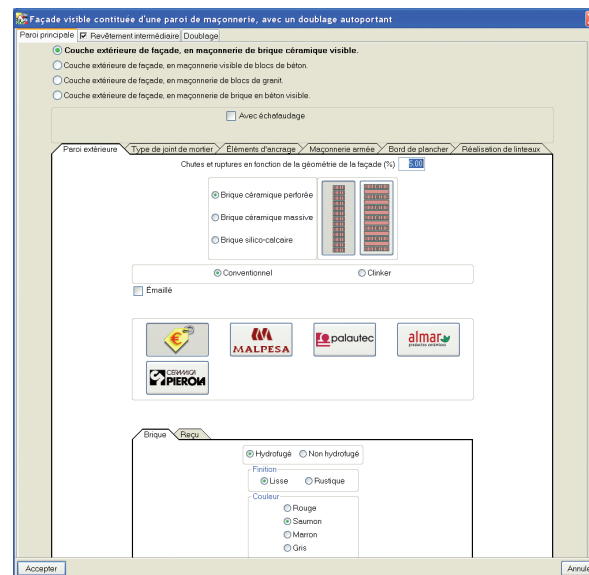 Façade visible contituée d'une paroi de maçonnerie, avec un doublage autoportant
Paroi principale Revêtement intermédiaire Doublage
Couche extérieure de façade, en maçonnerie de brique céramique visible.
Couche extérieure de façade, en maçonnerie visible de blocs de béton.
Couche extérieure de façade, en maçonnerie de blocs de granit.
Couche extérieure de façade, en maçonnerie de brique en béton visible.
Avec échafaudage
Paroi extérieure Type de joint de mortier Éléments d'ancrage Maçonnerie armée Bord de plancher Réalisation de linteaux
Chutes et ruptures en fonction de la géométrie de la façade (%) 5.00
Brique céramique perforée
Brique céramique massive
Brique silico-calcaire
Conventionnel Clinker
Émaillé
€ MALPESA palautec almar
productos cerámicos
CERÁMICA
PIEROLA
Brique Reçu
Hydrofugé Non hydrofugé
Finition
Lisse Rustique
Couleur
Rouge
Saumon
Marron
Gris
Accepter Annule